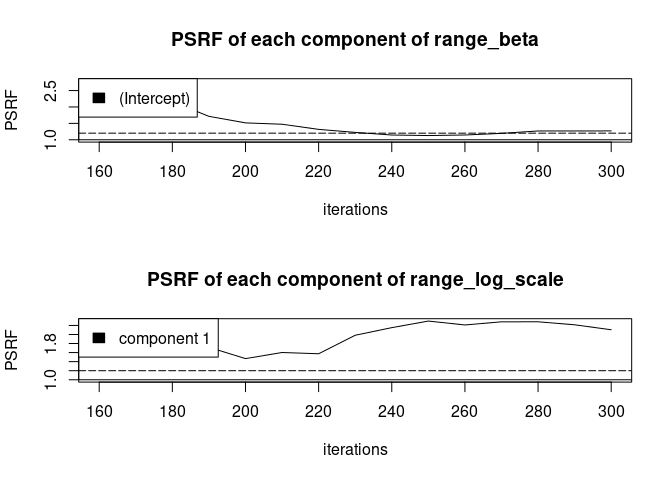 PSRF of each component of range_beta
PSRF
2.5
1.0
(Intercept)
160 180 200 220 240 260 280 300
iterations
PSRF of each component of range_log_scale
PSRF
1.8
1.0
component 1
160 180 200 220 240 260 280 300
iterations